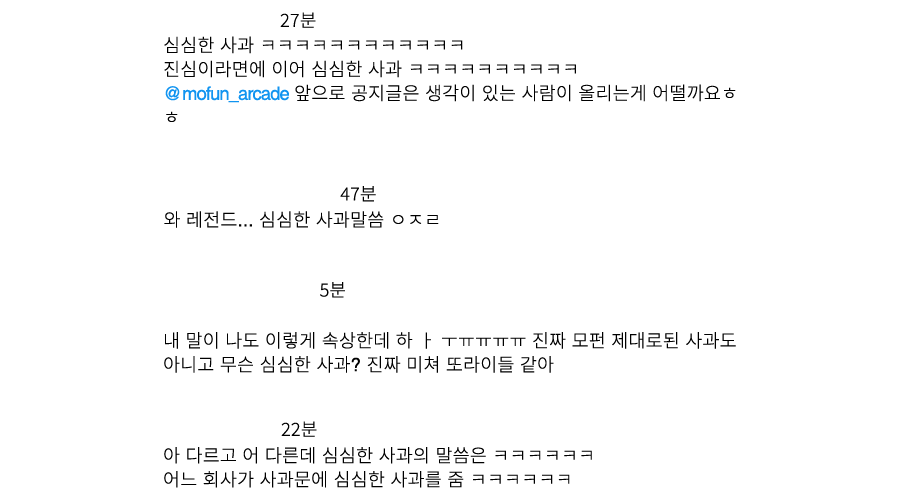 27분
심심한 사과 ㅋㅋㅋㅋㅋㅋㅋㅋㅋㅋㅋㅋ
진심이라면에 이어 심심한 사과 ㅋㅋㅋㅋㅋㅋㅋㅋㅋㅋ
@mofun_arcade 앞으로 공지글은 생각이 있는 사람이 올리는게 어떨까요ㅎ
ㅎ
47분
와 레전드... 심심한 사과말씀 ㅇㅈㄹ
5분
내 말이 나도 이렇게 속상한데 하 ㅏ ㅜㅠㅠㅠㅠ 진짜 모펀 제대로된 사과도
아니고 무슨 심심한 사과? 진짜 미쳐 또라이들 같아
22분
아 다르고 어 다른데 심심한 사과의 말씀은 ㅋㅋㅋㅋㅋㅋ
어느 회사가 사과문에 심심한 사과를 줌 ㅋㅋㅋㅋㅋㅋ